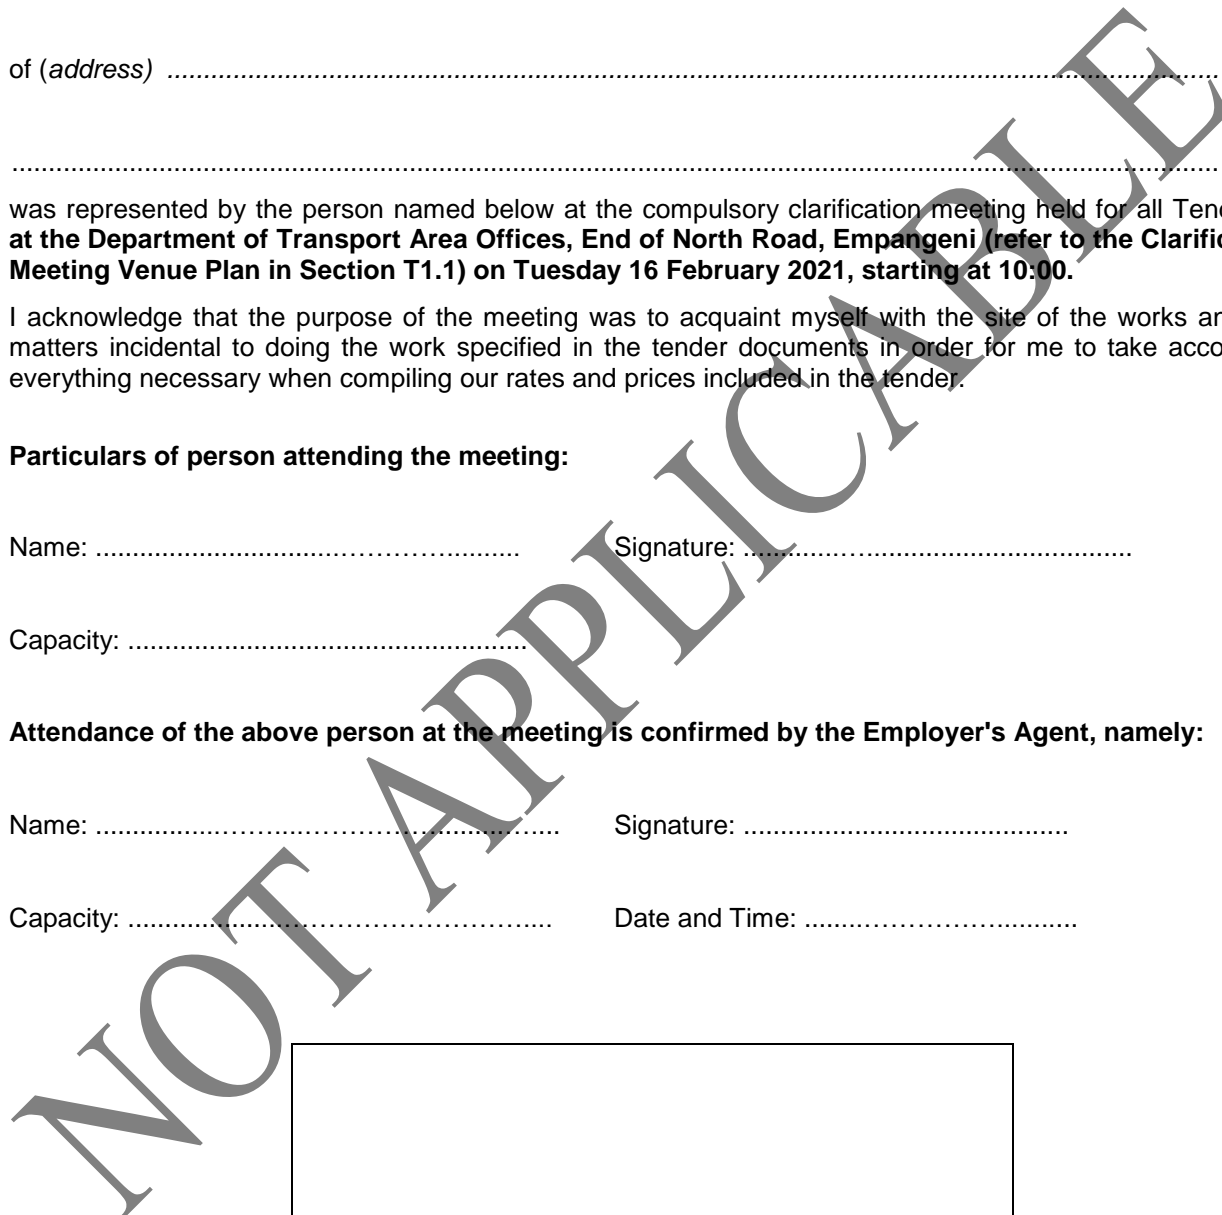 of (address) ................................................................................................................................................
.....................................................................................................................................................................
was represented by the person named below at the compulsory clarification meeting held for all
at the Department of Transport Area Offices, End of North Road, Empangeni (refer to the
Meeting Venue Plan in Section T1.1) on Tuesday 16 February 2021, starting at 10:00.
I acknowledge that the purpose of the meeting was to acquaint myself with the site of the works
matters incidental to doing the work specified in the tender documents in order for me to take
everything necessary when compiling our rates and prices included in the tender.
Particulars of person attending the meeting:
Name: ................................…………….......... Signature: .............….....................................
Capacity: ......................................................
Attendance of the above person at the meeting is confirmed by the Employer's Agent, namely:
Name: .................…….....……………..............…... Signature: ............................................
Capacity: ......................…………………………….... Date and Time: ........……………...........
NOT APPLICABLE